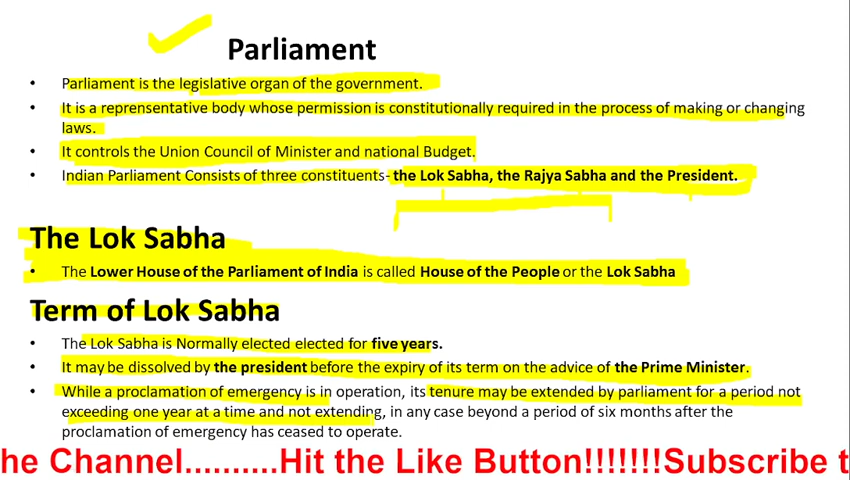 Parliament
• Parliament is the legislative organ of the government.
• It is a reprensentative body whose permission is constitutionally required in the process of making or changing
laws.
• It controls the Union Council of Minister and national Budget.
• Indian Parliament Consists of three constituents- the Lok Sabha, the Rajya Sabha and the President.
The Lok Sabha
• The Lower House of the Parliament of India is called House of the People or the Lok Sabha
Term of Lok Sabha
• The Lok Sabha is Normally elected elected for five years.
• It may be dissolved by the president before the expiry of its term on the advice of the Prime Minister.
• While a proclamation of emergency is in operation, its tenure may be extended by parliament for a period not
exceeding one year at a time and not extending, in any case beyond a period of six months after the
proclamation of emergency has ceased to operate.
he Channel..........Hit the Like Button!!!!!!!Subscribe t